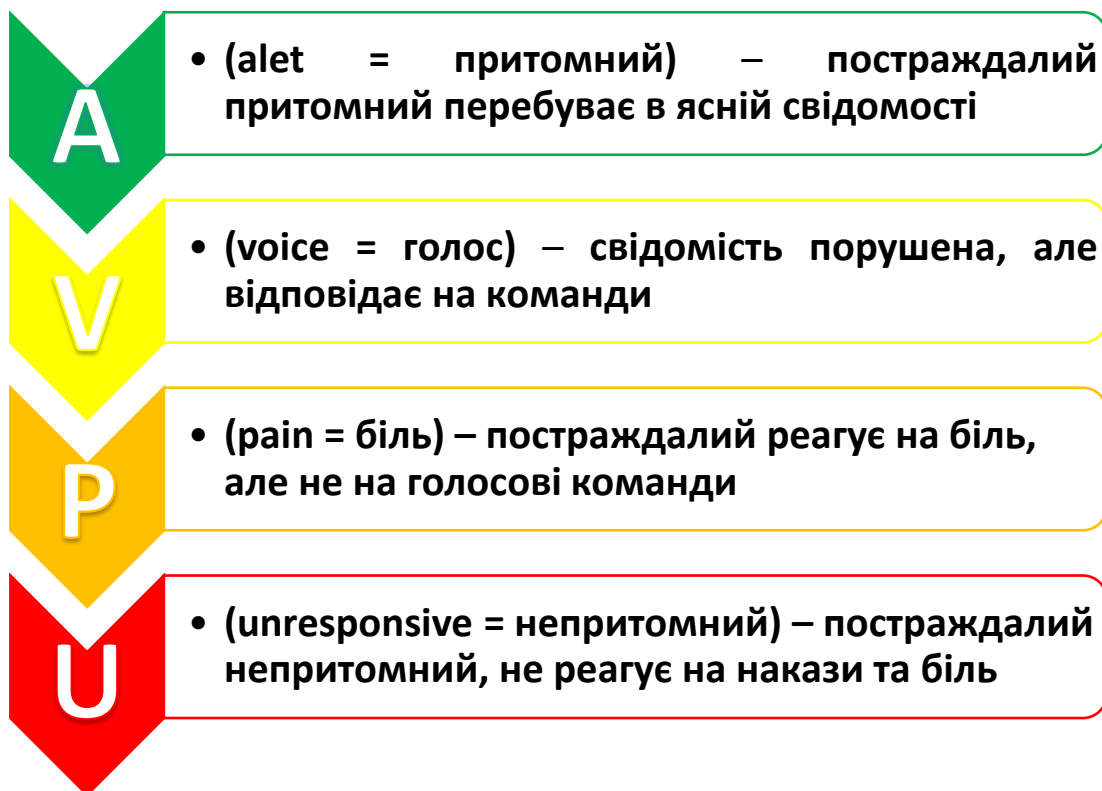 A
• (alet = притомний) – постраждалий
притомний перебуває в ясній свідомості
V
• (voice = голос) – свідомість порушена, але
відповідає на команди
P
• (pain = біль) – постраждалий реагує на біль,
але не на голосові команди
U
• (unresponsive = непритомний) – постраждалий
непритомний, не реагує на накази та біль